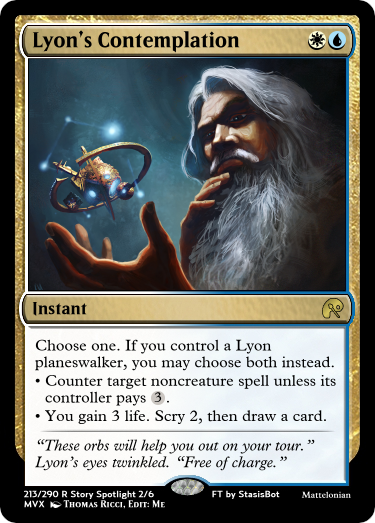 Lyon's Contemplation
Instant
Choose one. If you control a Lyon
planeswalker, you may choose both instead.
• Counter target noncreature spell unless its
controller pays 3.
• You gain 3 life. Scry 2, then draw a card.
“These orbs will help you out on your tour.”
Lyon's eyes twinkled. “Free of charge.”
213/290 R Story Spotlight 2/6 FT by StasisBot Mattelonian
MVX Thomas Ricci, Edit: Me